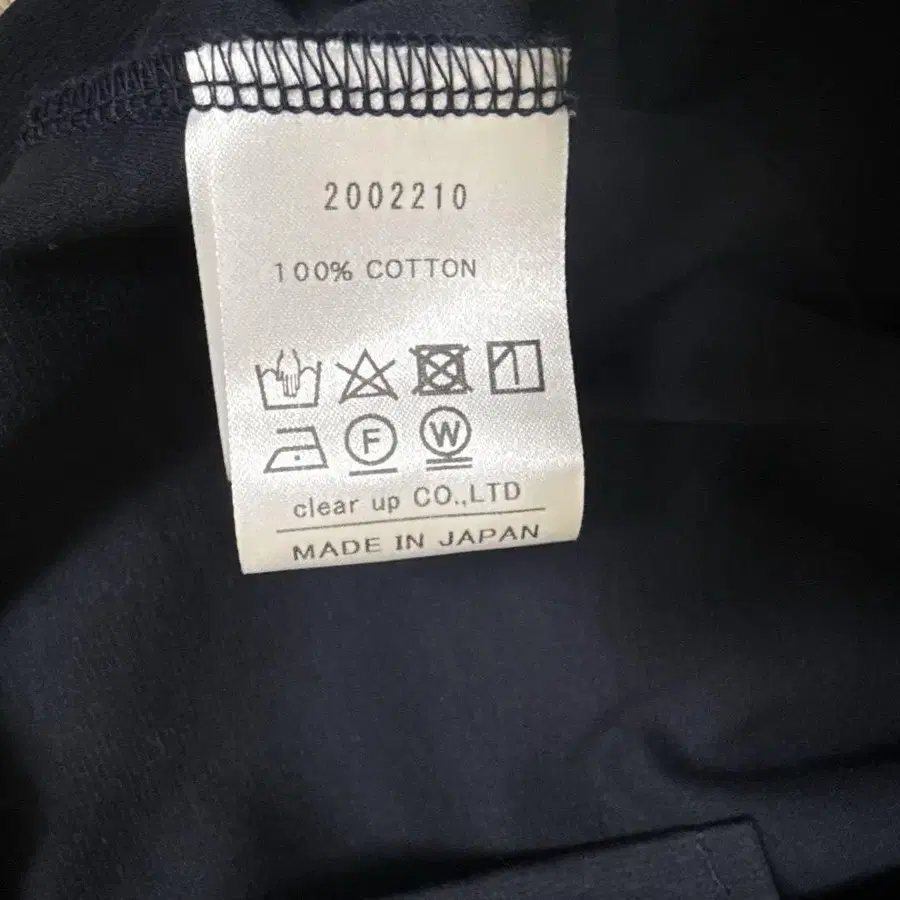 2002210
100% COTTON
F W
clear up CO.,LTD
MADE IN JAPAN